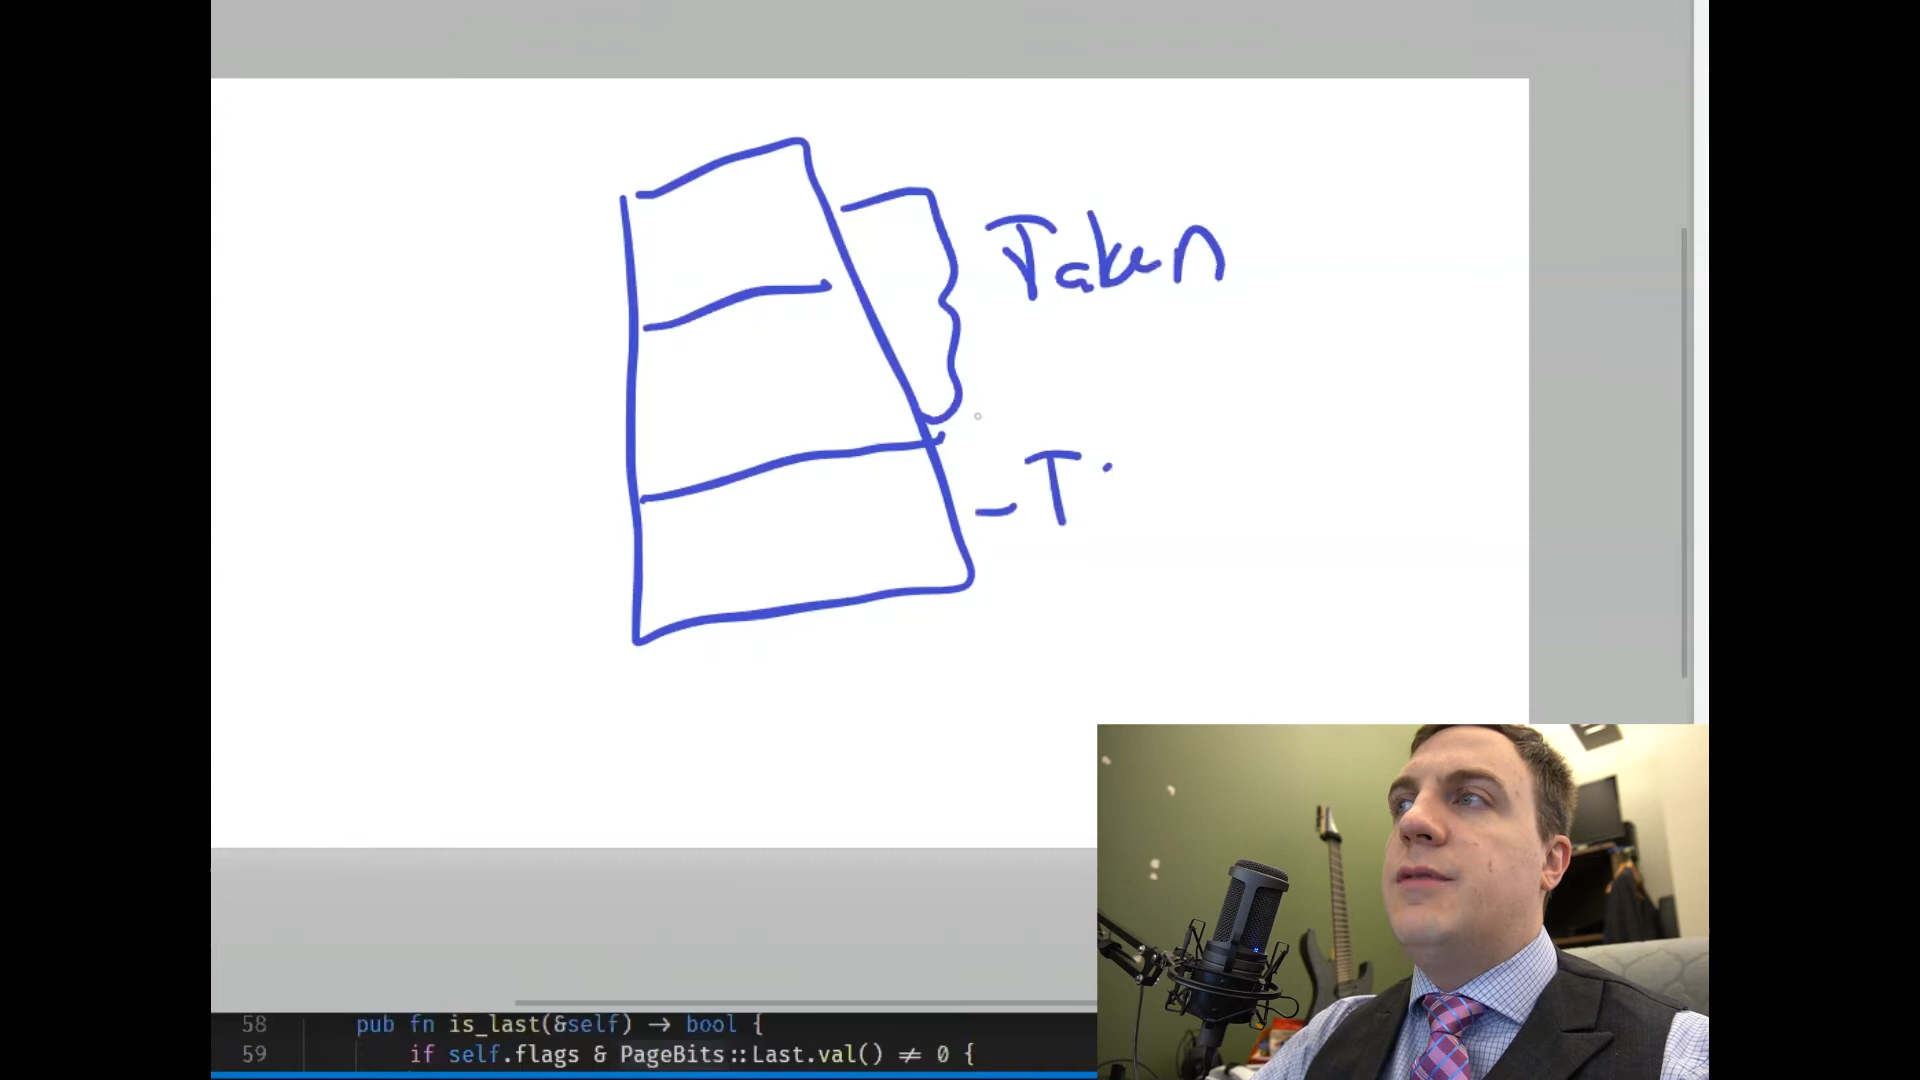 Taken
- T
58 pub fn is_last(&self) → bool {
59 if self.flags & PageBits::Last.val() ≠ 0 {